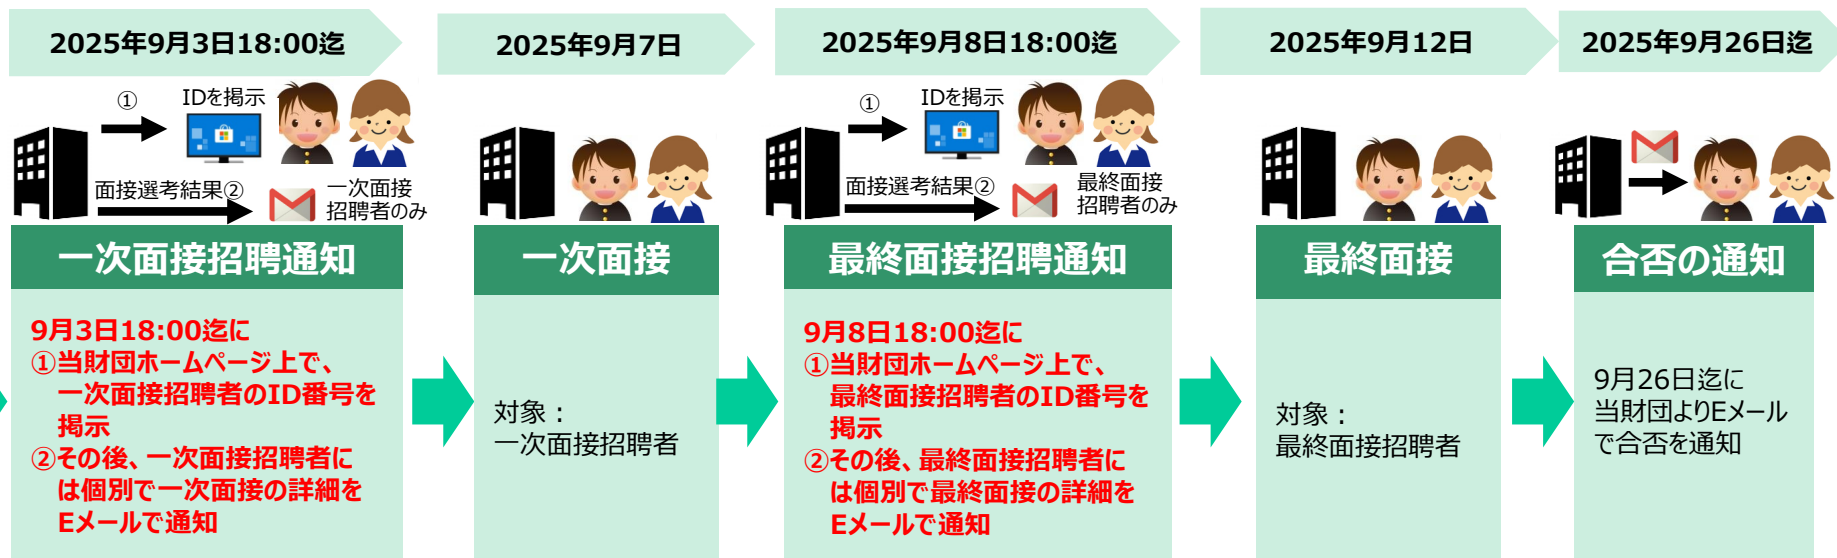 2025年9月3日18:00迄
2025年9月7日
2025年9月8日18:00迄
2025年9月12日
2025年9月26日迄
①
IDを掲示
面接選考結果②
一次面接
招聘者のみ
①
IDを掲示
面接選考結果②
最終面接
招聘者のみ
一次面接招聘通知
9月3日18:00迄に
①当財団ホームページ上で、
一次面接招聘者のID番号を
掲示
②その後、一次面接招聘者に
は個別で一次面接の詳細を
Eメールで通知
一次面接
対象：
一次面接招聘者
最終面接招聘通知
9月8日18:00迄に
①当財団ホームページ上で、
最終面接招聘者のID番号を
掲示
②その後、最終面接招聘者に
は個別で最終面接の詳細を
Eメールで通知
最終面接
対象：
最終面接招聘者
合否の通知
9月26日迄に
当財団よりEメール
で合否を通知